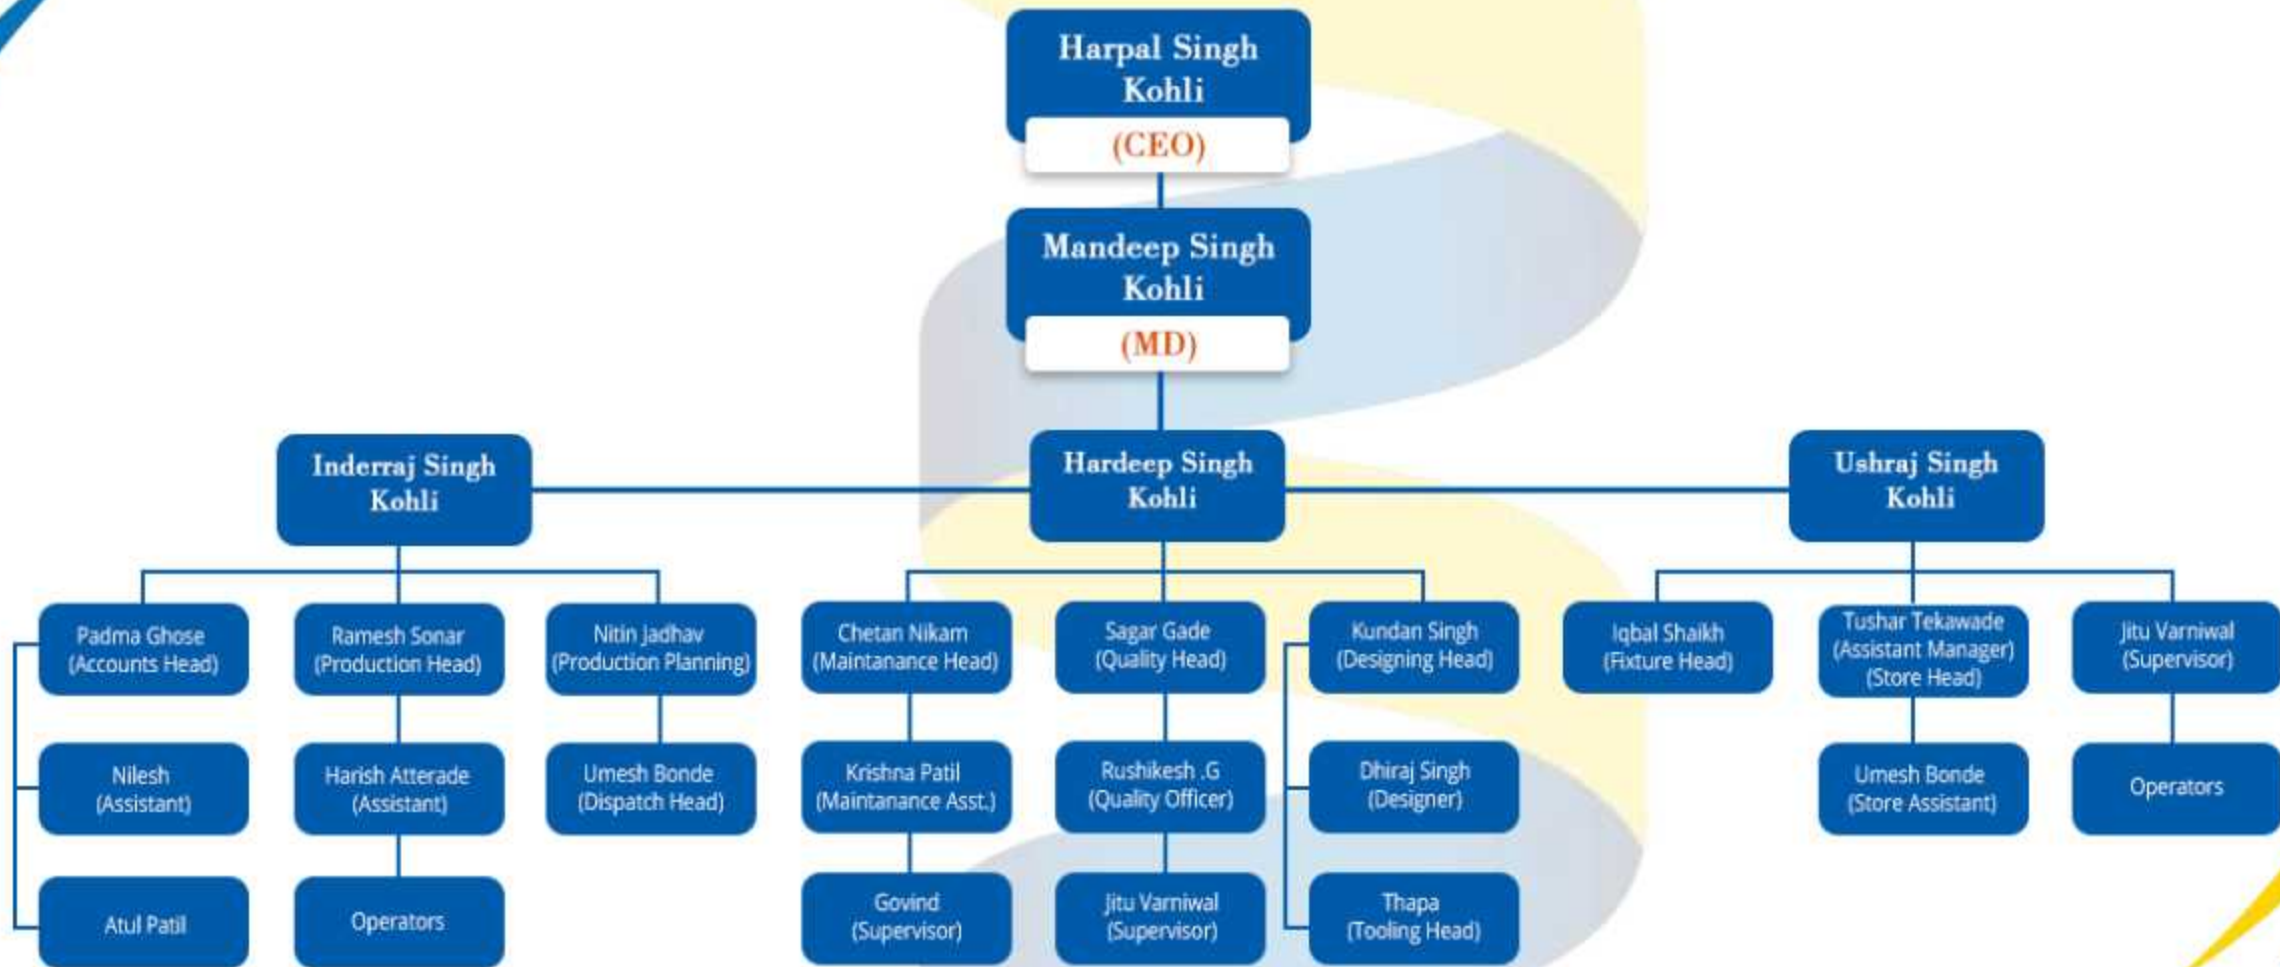 Harpal Singh
Kohli
(CEO)
Mandeep Singh
Kohli
(MD)
Inderraj Singh
Kohli
Hardeep Singh
Kohli
Ushraj Singh
Kohli
Padma Ghose
(Accounts Head)
Ramesh Sonar
(Production Head)
Nitin Jadhav
(Production Planning)
Chetan Nikam
(Maintanance Head)
Sagar Gade
(Quality Head)
Kundan Singh
(Designing Head)
Iqbal Shaikh
(Fixture Head)
Tushar Tekawade
(Assistant Manager)
(Store Head)
Jitu Varniwal
(Supervisor)
Nilesh
(Assistant)
Harish Atterade
(Assistant)
Umesh Bonde
(Dispatch Head)
Krishna Patil
(Maintanance Asst.)
Rushikesh .G
(Quality Officer)
Dhiraj Singh
(Designer)
Umesh Bonde
(Store Assistant)
Operators
Atul Patil
Operators
Govind
(Supervisor)
Jitu Varniwal
(Supervisor)
Thapa
(Tooling Head)